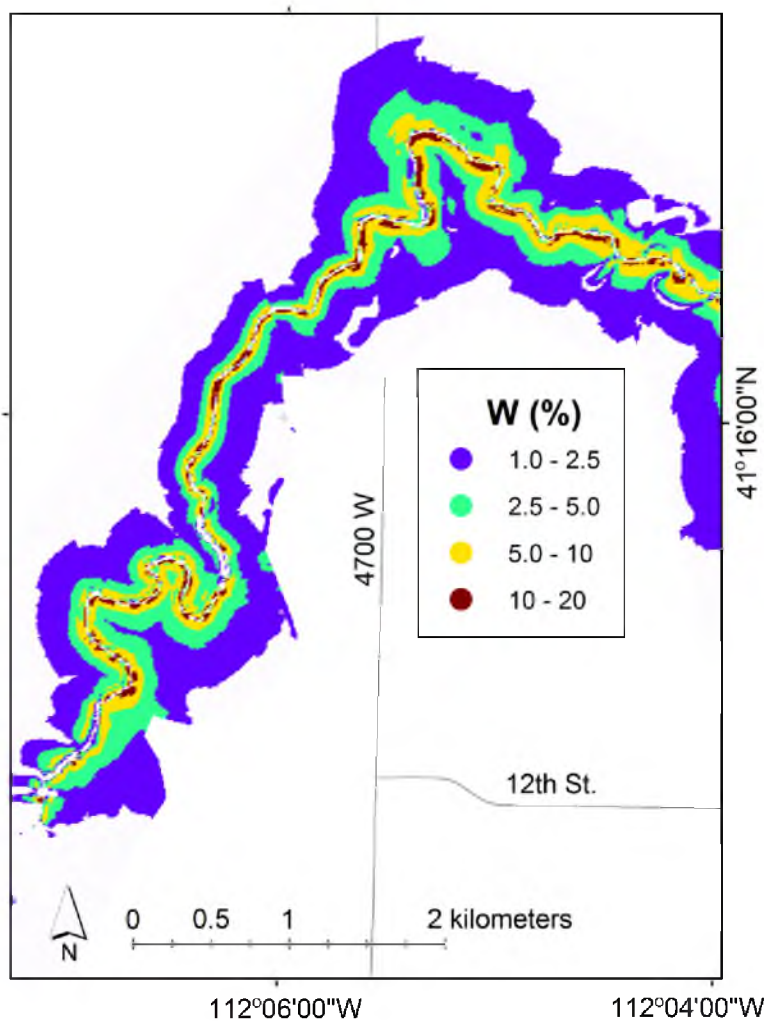 W (%)
1.0 - 2.5
2.5 - 5.0
5.0 - 10
10 - 20
4700 W
41°16'00"N
12th St.
0 0.5 1 2 kilometers
N
112°06'00"W 112°04'00"W